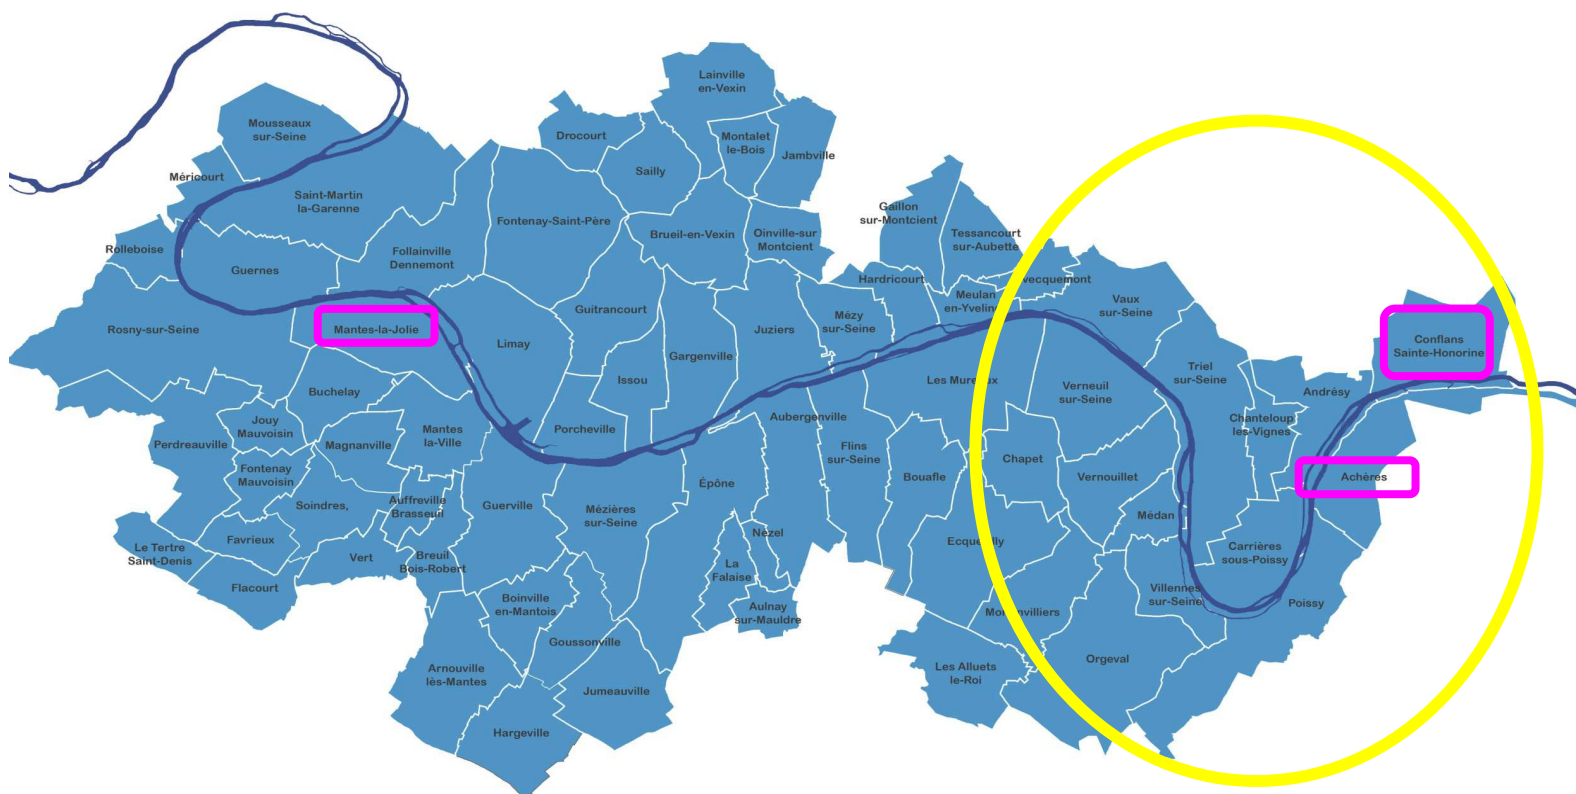 Lainville
en-Vexin
Mousseaux
sur-Seine
Drocourt
Montalet
le-Bois
Jambville
Sailly
Méricourt
Saint-Martin
la-Garenne
Fontenay-Saint-Père
Brueil-en-Vexin
Oinville-sur
Montcient
Gaillon
sur-Montcient
Tessancourt
sur-Aubette
Rolleboise
Guernes
Follainville
Dennemont
Hardricourt
Meulan
en-Yvelin
vecquemont
Vaux
sur-Seine
Rosny-sur-Seine
Mantes-la-Jolie
Limay
Guitrancourt
Gargenville
Juziers
Mézy
sur-Seine
Conflans
Sainte-Honorine
Issou
Les Mureaux
Verneuil
sur-Seine
Triel
sur-Seine
Andrésy
Buchelay
Jouy
Mauvoisin
Magnanville
Mantes
la-Ville
Porcheville
Aubergenville
Chanteloup
les-Vignes
Perdreauville
Flins
sur-Seine
Fontenay
Mauvoisin
Chapet
Vernouillet
Bouafle
Achères
Épône
Soindres,
Auffreville
Brasseuil
Guerville
Mézières
sur-Seine
Médan
Nézel
Ecquevilly
Le Tertre
Saint-Denis
Favrieux
Vert
Breuil
Bois-Robert
La
Falaise
Carrières
sous-Poissy
Flacourt
Boinville
en-Mantois
Aulnay
sur-Mauldre
Morainvilliers
Villennes
sur-Seine
Poissy
Goussonville
Arnouville
lès-Mantes
Jumeauville
Les Alluets
le-Roi
Orgeval
Hargeville